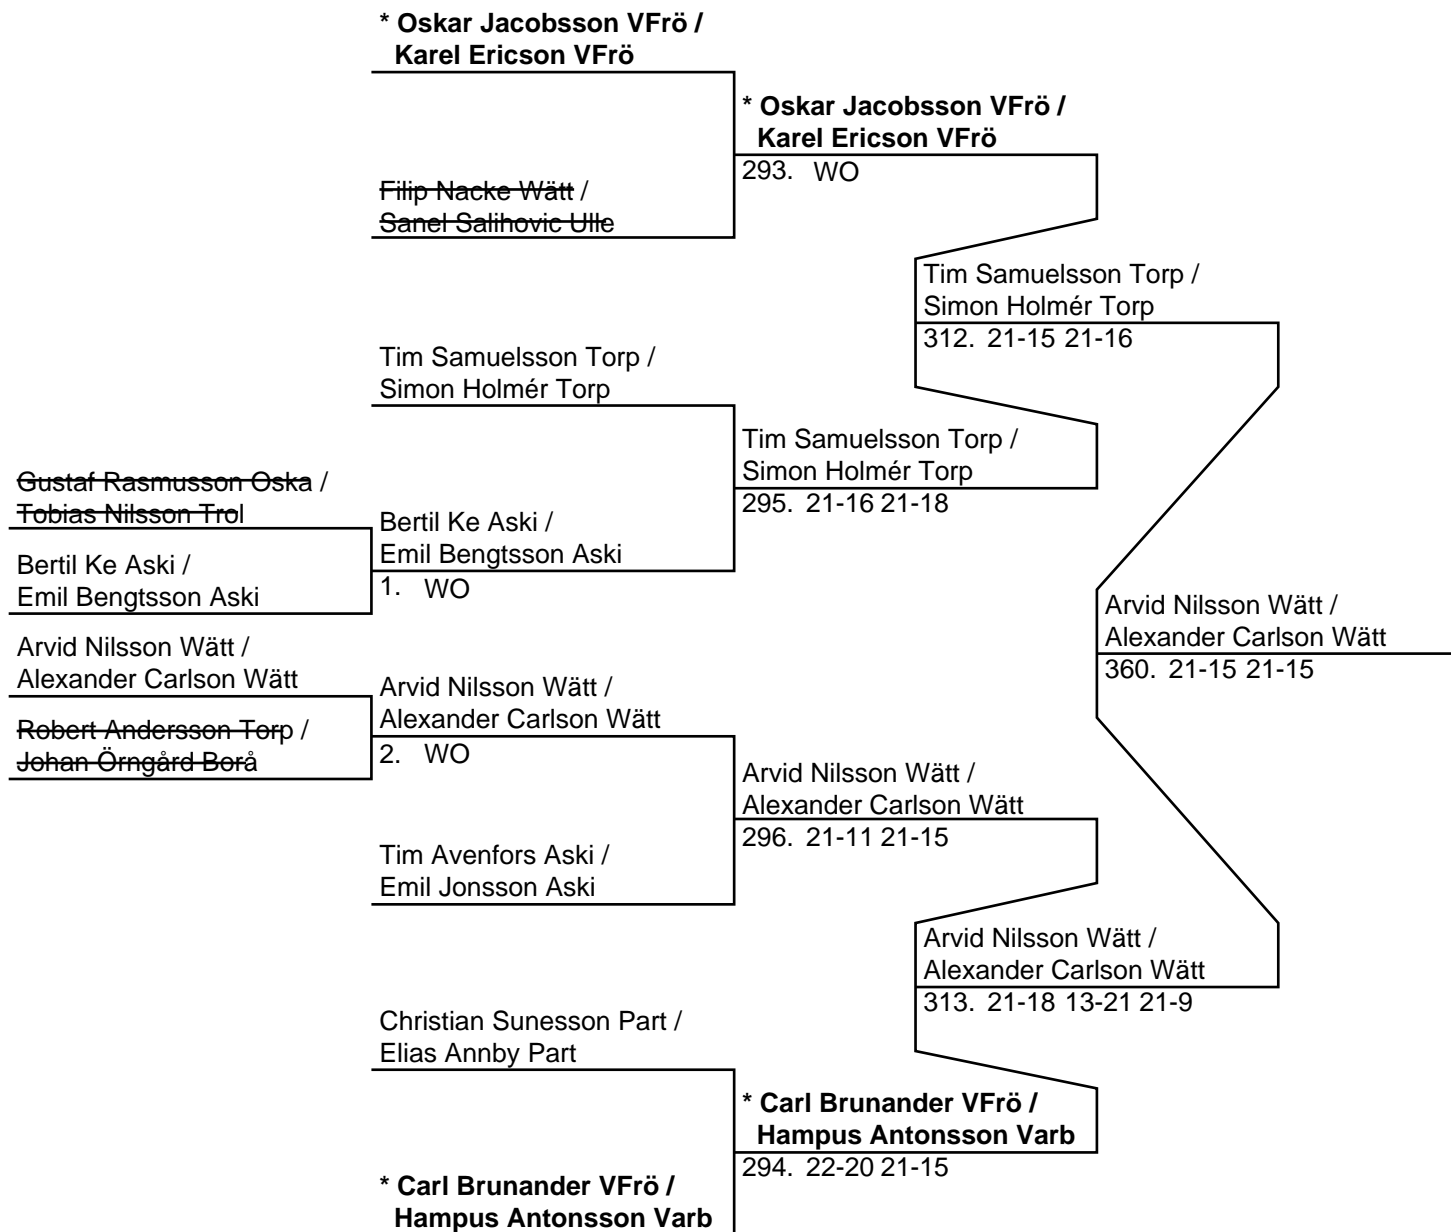 * Oskar Jacobsson VFrö /
Karel Ericson VFrö
* Oskar Jacobsson VFrö /
Karel Ericson VFrö
293. WO
Filip Nacke Wätt /
Sanel Salihovic Ulle
Tim Samuelsson Torp /
Simon Holmér Torp
312. 21-15 21-16
Tim Samuelsson Torp /
Simon Holmér Torp
Tim Samuelsson Torp /
Simon Holmér Torp
295. 21-16 21-18
Gustaf Rasmusson Oska /
Tobias Nilsson Trol
Bertil Ke Aski /
Emil Bengtsson Aski
1. WO
Bertil Ke Aski /
Emil Bengtsson Aski
Arvid Nilsson Wätt /
Alexander Carlson Wätt
360. 21-15 21-15
Arvid Nilsson Wätt /
Alexander Carlson Wätt
Arvid Nilsson Wätt /
Alexander Carlson Wätt
2. WO
Robert Andersson Torp /
Johan Örngård Borå
Arvid Nilsson Wätt /
Alexander Carlson Wätt
296. 21-11 21-15
Tim Avenfors Aski /
Emil Jonsson Aski
Arvid Nilsson Wätt /
Alexander Carlson Wätt
313. 21-18 13-21 21-9
Christian Sunesson Part /
Elias Annby Part
* Carl Brunander VFrö /
Hampus Antonsson Varb
294. 22-20 21-15
* Carl Brunander VFrö /
Hampus Antonsson Varb